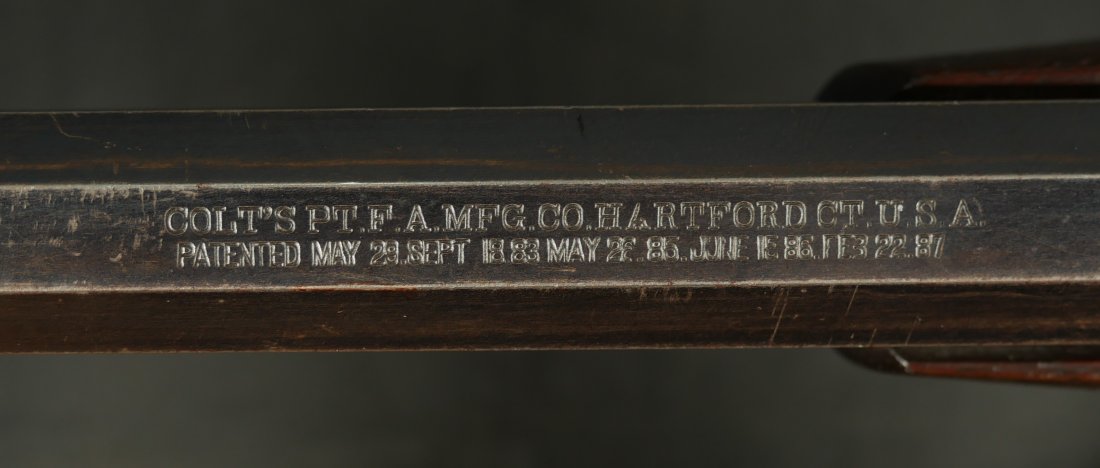 COLT'S PT.F.A.MFG.CO.HARTFORD CT.U.S.A.
PATENTED MAY 29.SEPT 18.83 MAY 26.85.JUNE 15.86.FEB 22.87